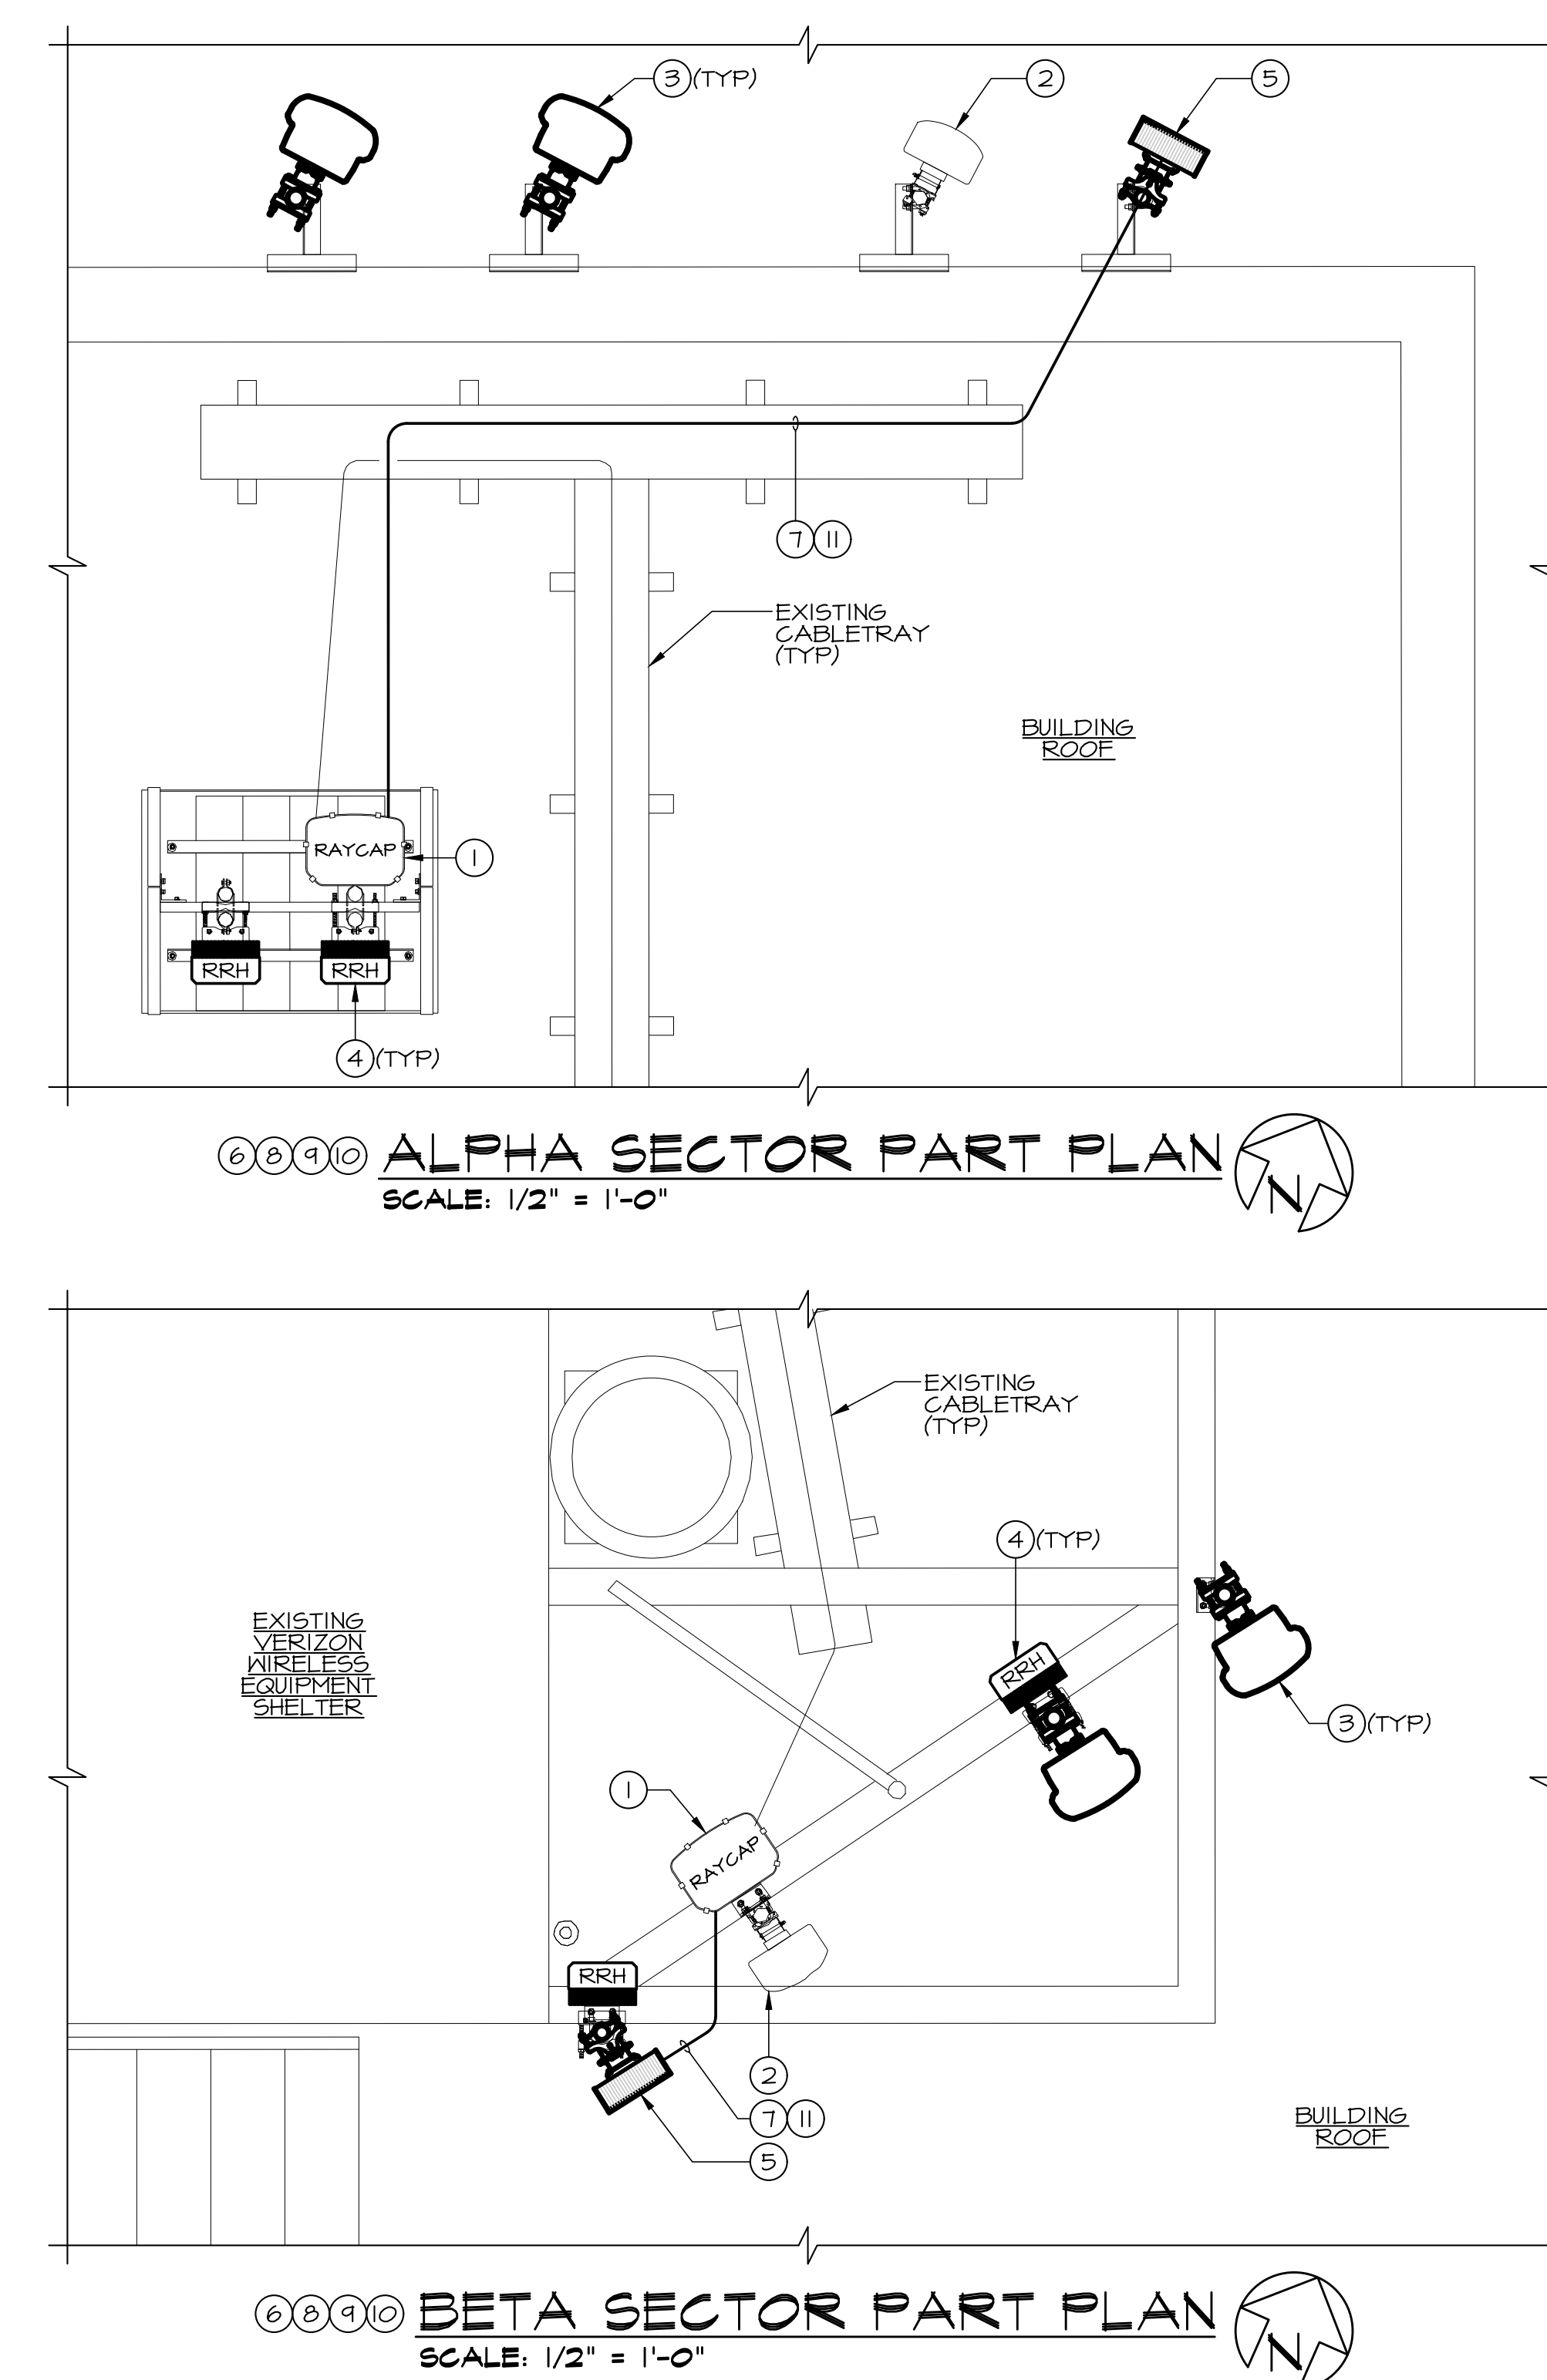 3 (TYP)
2
5
7 11
EXISTING
CABLETRAY
(TYP)
BUILDING
ROOF
RAYCAP
1
RRH
RRH
4 (TYP)
6 8 9 10 ALPHA SECTOR PART PLAN
N
SCALE: 1/2" = 1'-0"
EXISTING
CABLETRAY
(TYP)
4 (TYP)
EXISTING
VERIZON
WIRELESS
EQUIPMENT
SHELTER
RRH
3 (TYP)
1
RAYCAP
RRH
2
7 11
5
BUILDING
ROOF
6 8 9 10 BETA SECTOR PART PLAN
N
SCALE: 1/2" = 1'-0"